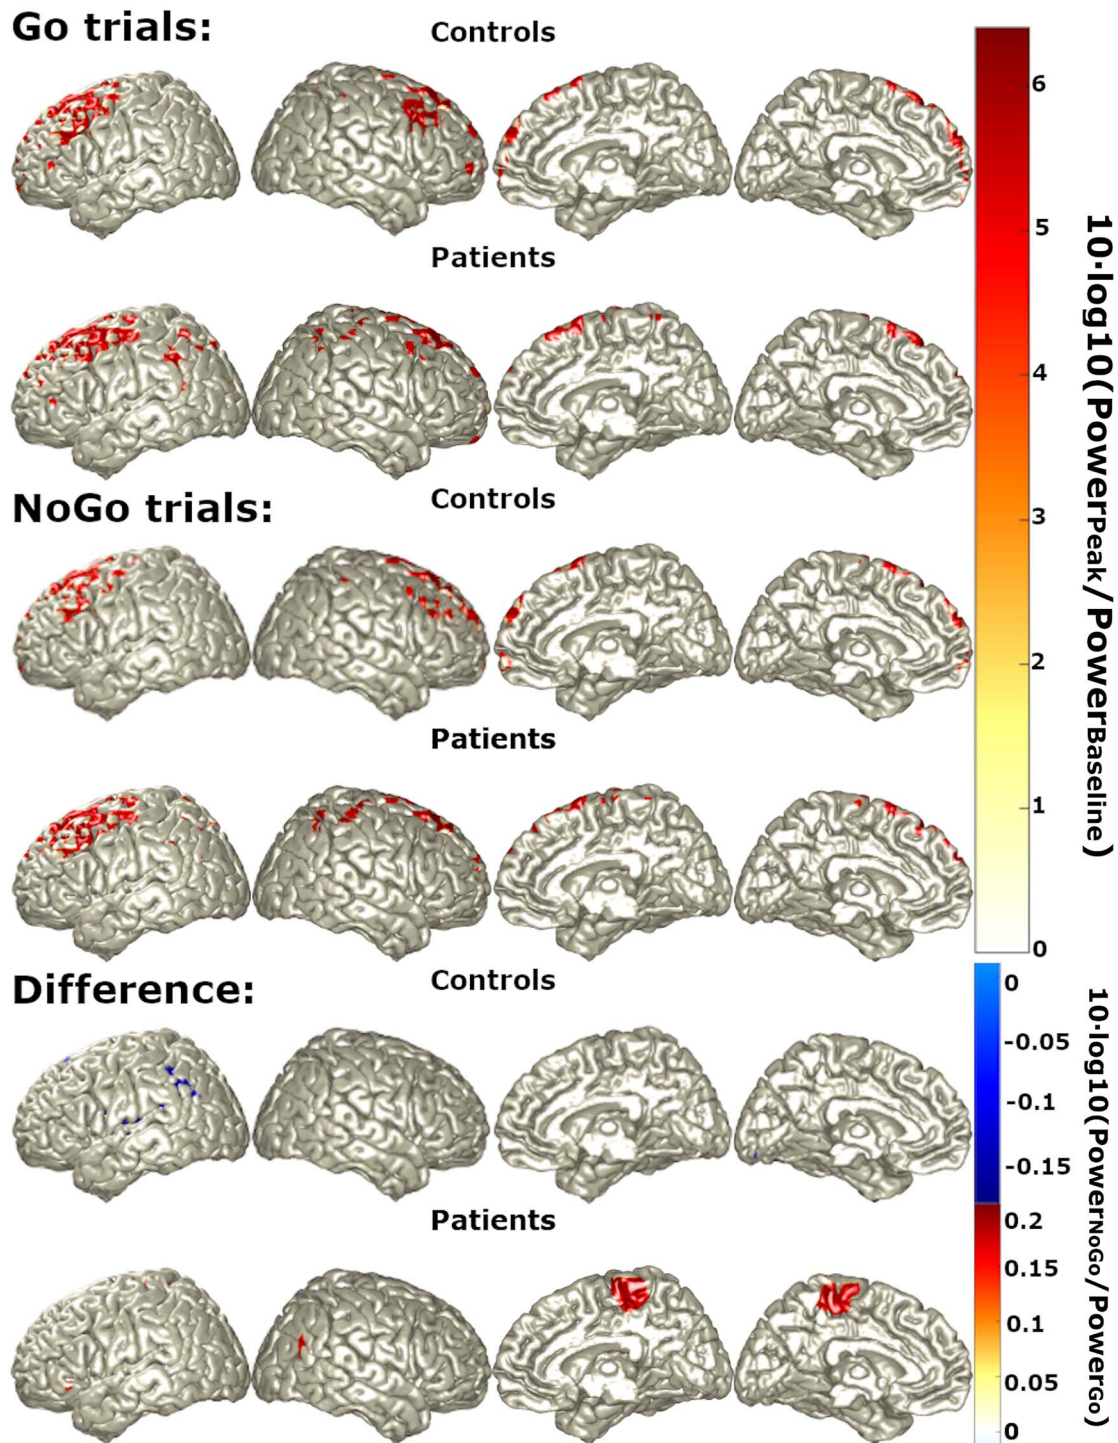 Go trials:
Controls
Patients
NoGo trials:
Controls
Patients
Difference:
Controls
Patients
6
5
4
3
2
1
0
10·log10(PowerPeak/PowerBaseline)
0
-0.05
-0.1
-0.15
0.2
0.15
0.1
0.05
0
10·log10((PowerNoGo/PowerGo)